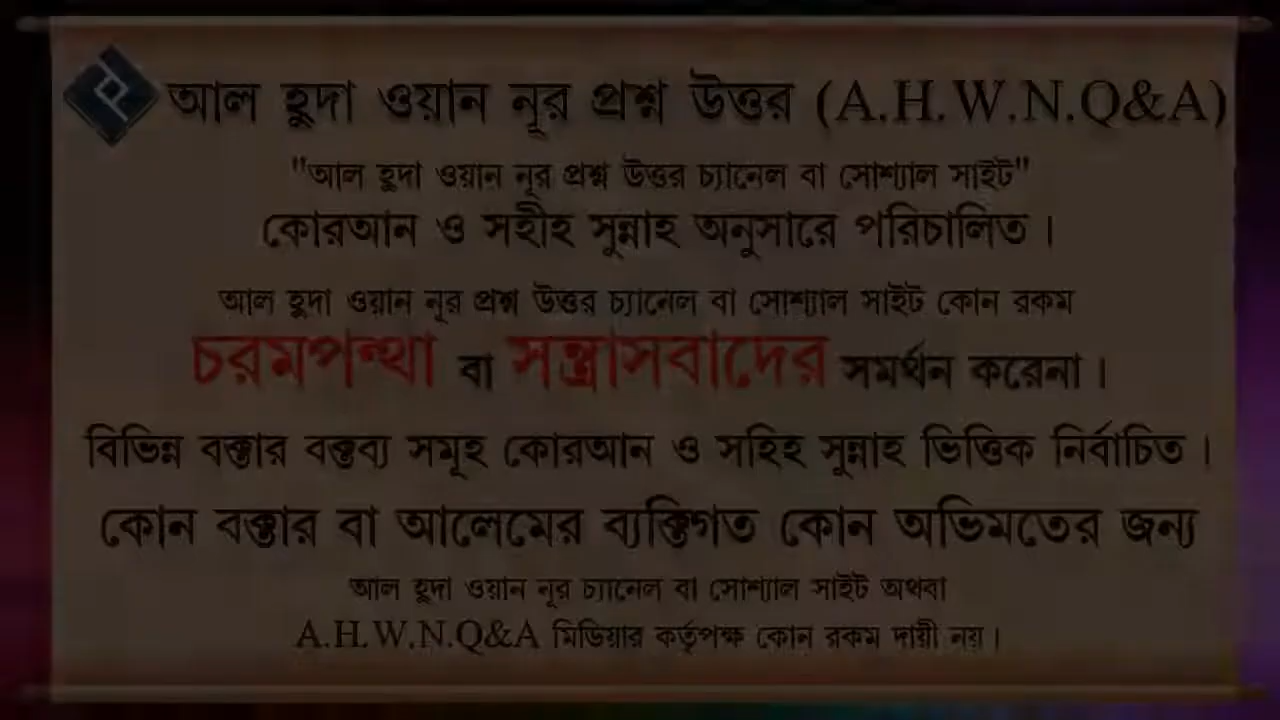 আল হুদা ওয়ান নূর প্রশ্ন উত্তর (A.H.W.N.Q&A)
"আল হুদা ওয়ান নূর প্রশ্ন উত্তর চ্যানেল বা সোশ্যাল সাইট"
কোরআন ও সহীহ সুন্নাহ অনুসারে পরিচালিত ।
আল হুদা ওয়ান নূর প্রশ্ন উত্তর চ্যানেল বা সোশ্যাল সাইট কোন রকম
চরমপন্থা বা সন্ত্রাসবাদের সমর্থন করেনা ।
বিভিন্ন বক্তার বক্তব্য সমূহ কোরআন ও সহিহ সুন্নাহ ভিত্তিক নির্বাচিত ।
কোন বক্তার বা আলেমের ব্যক্তিগত কোন অভিমতের জন্য
আল হুদা ওয়ান নূর চ্যানেল বা সোশ্যাল সাইট অথবা
A.H.W.N.Q&A মিডিয়ার কর্তৃপক্ষ কোন রকম দায়ী নয় ।